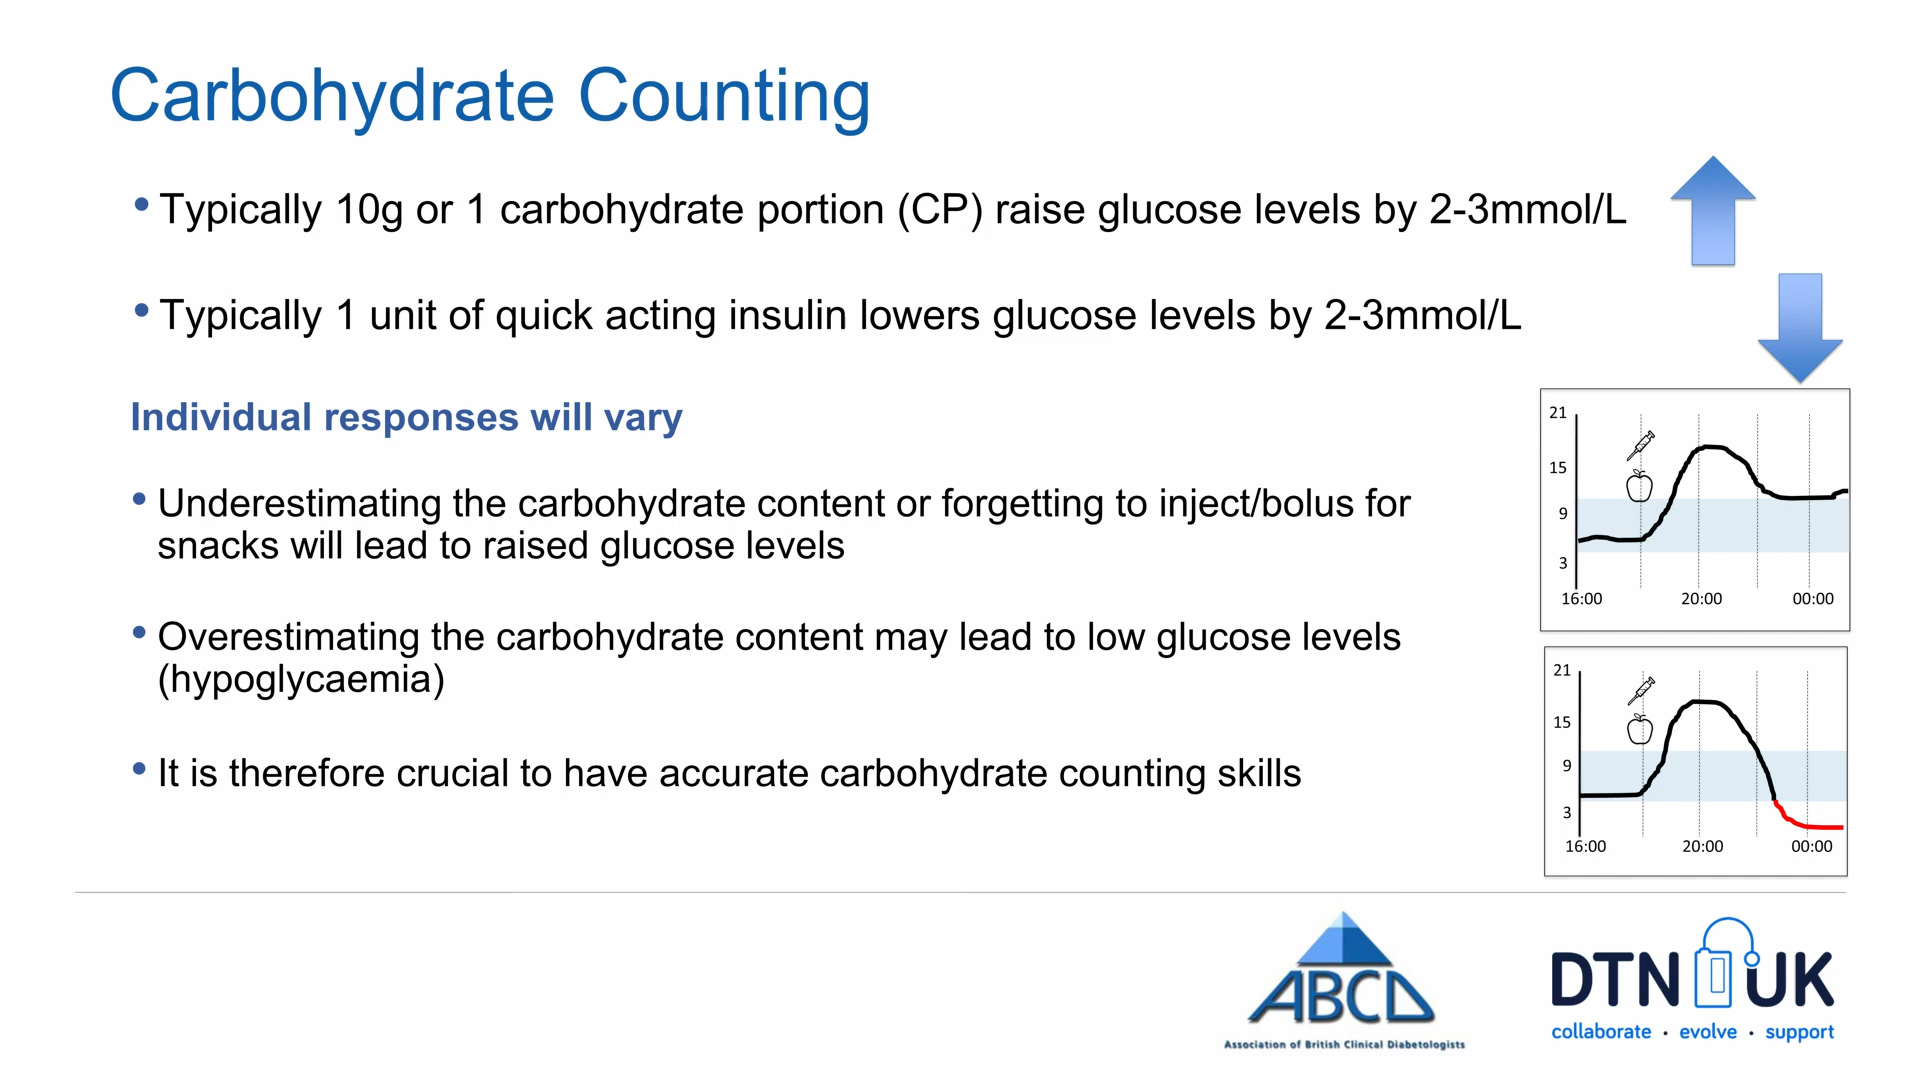 Carbohydrate Counting
• Typically 10g or 1 carbohydrate portion (CP) raise glucose levels by 2-3mmol/L
• Typically 1 unit of quick acting insulin lowers glucose levels by 2-3mmol/L
Individual responses will vary
• Underestimating the carbohydrate content or forgetting to inject/bolus for
snacks will lead to raised glucose levels
• Overestimating the carbohydrate content may lead to low glucose levels
(hypoglycaemia)
• It is therefore crucial to have accurate carbohydrate counting skills
21
15
9
3
16:00 20:00 00:00
21
15
9
3
16:00 20:00 00:00
ABCD
Association of British Clinical Diabetologists
DTN UK
collaborate · evolve · support